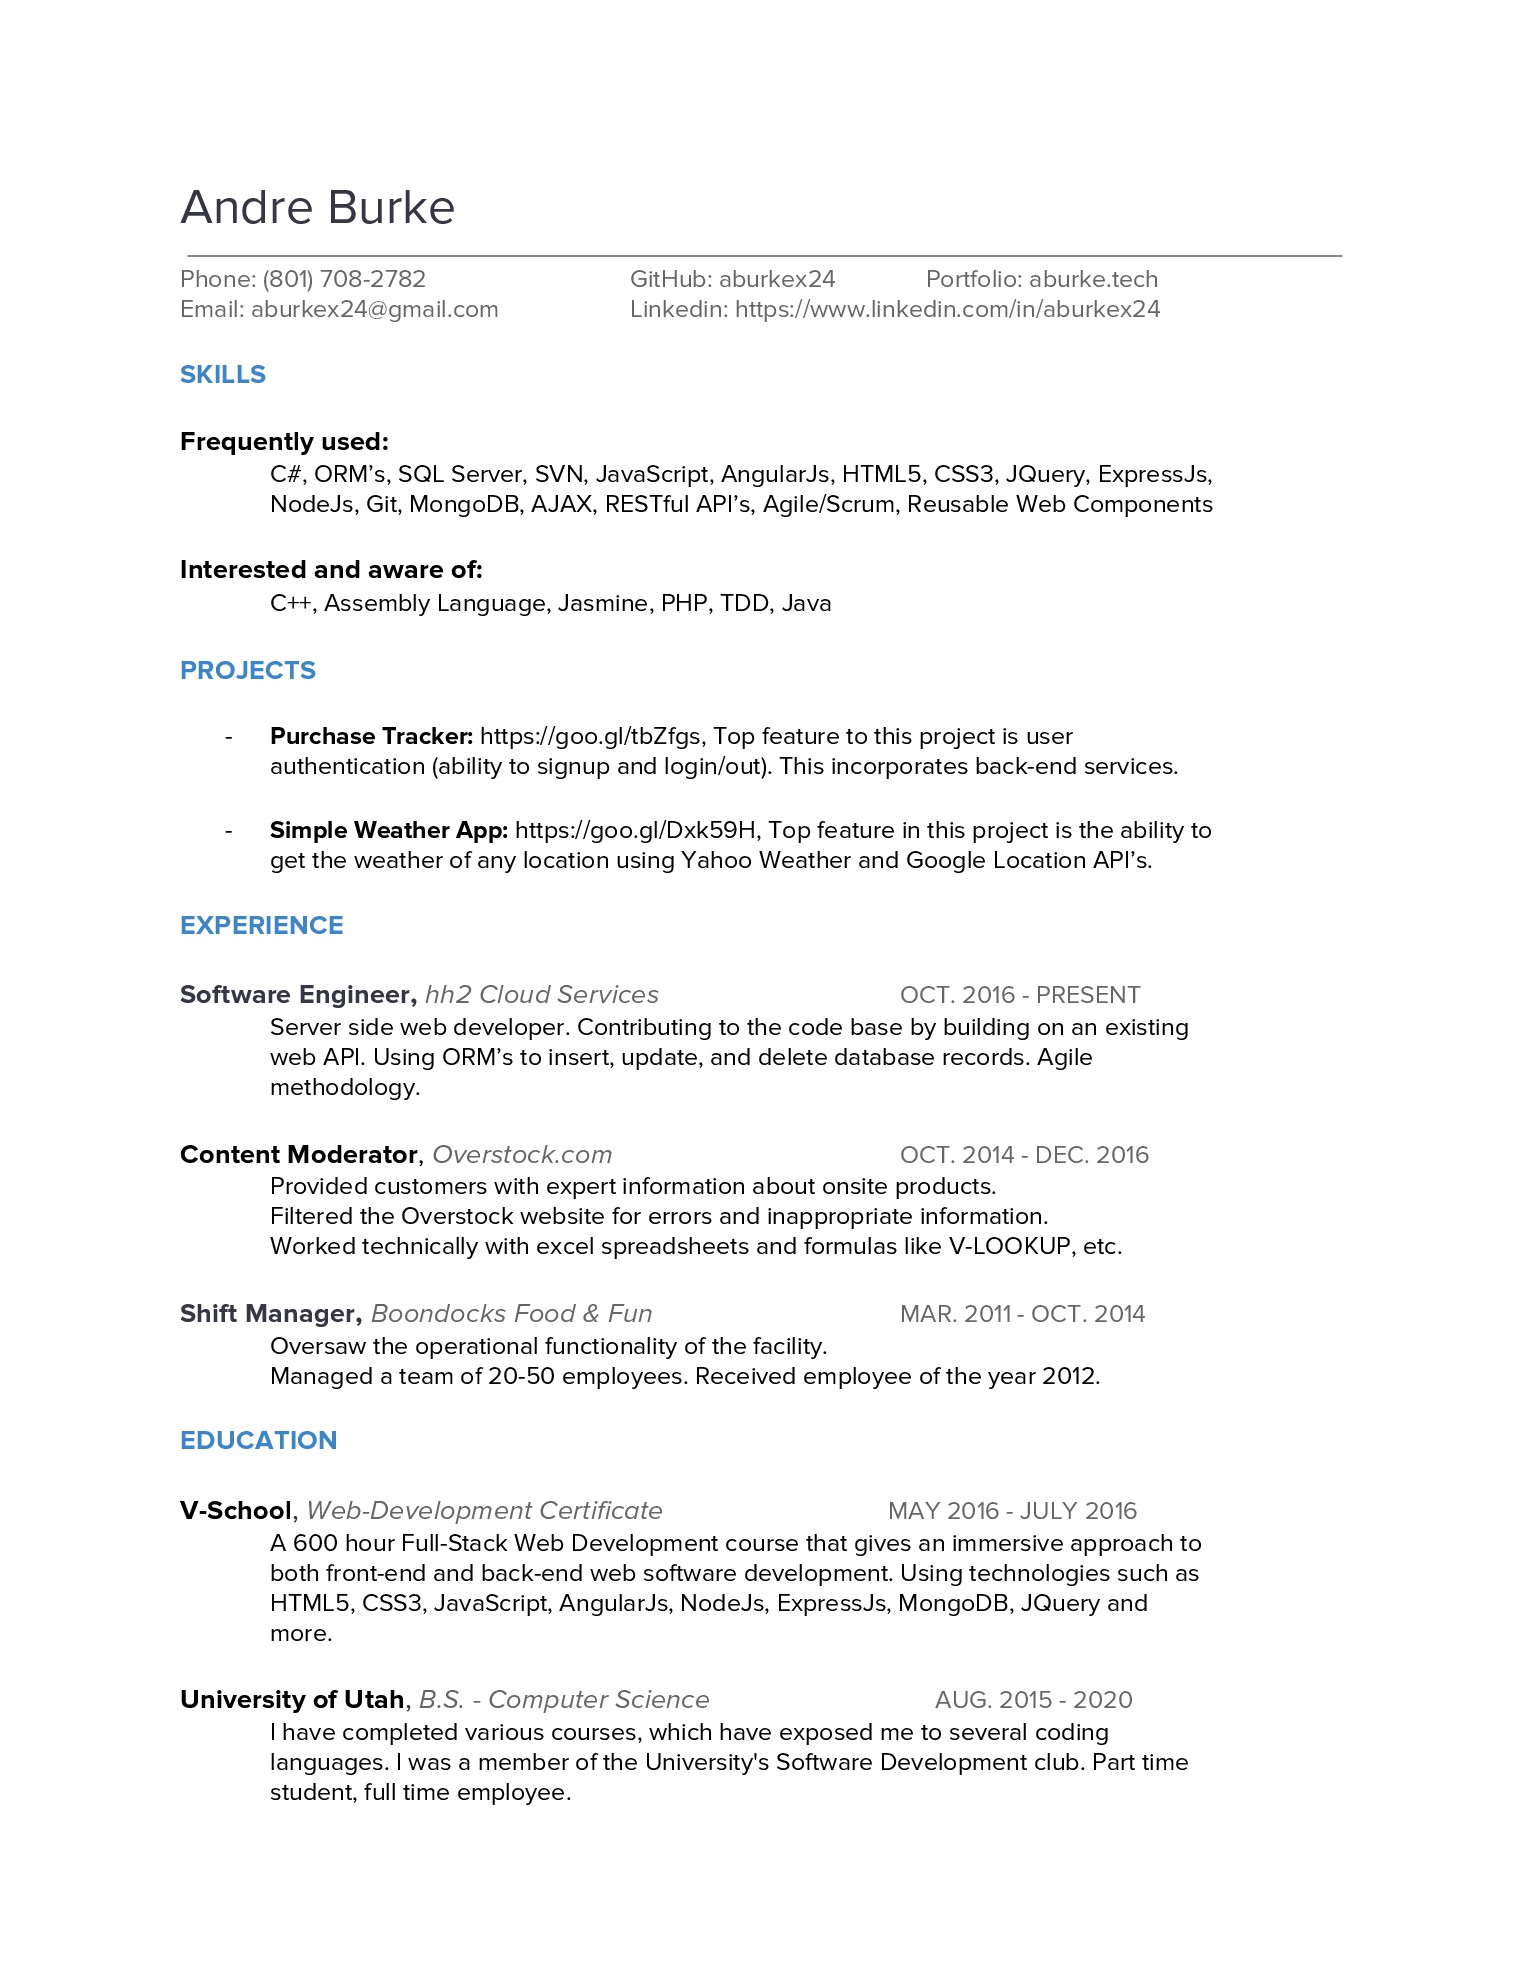 Andre Burke
Phone: (801) 708-2782 GitHub: aburkex24 Portfolio: aburke.tech
Email: aburkex24@gmail.com Linkedin: https://www.linkedin.com/in/aburkex24
SKILLS
Frequently used:
C#, ORM’s, SQL Server, SVN, JavaScript, AngularJs, HTML5, CSS3, JQuery, ExpressJs,
NodeJs, Git, MongoDB, AJAX, RESTful API’s, Agile/Scrum, Reusable Web Components
Interested and aware of:
C++, Assembly Language, Jasmine, PHP, TDD, Java
PROJECTS
- Purchase Tracker: https://goo.gl/tbZfgs, Top feature to this project is user
authentication (ability to signup and login/out). This incorporates back-end services.
- Simple Weather App: https://goo.gl/Dxk59H, Top feature in this project is the ability to
get the weather of any location using Yahoo Weather and Google Location API’s.
EXPERIENCE
Software Engineer, hh2 Cloud Services OCT. 2016 - PRESENT
Server side web developer. Contributing to the code base by building on an existing
web API. Using ORM’s to insert, update, and delete database records. Agile
methodology.
Content Moderator, Overstock.com OCT. 2014 - DEC. 2016
Provided customers with expert information about onsite products.
Filtered the Overstock website for errors and inappropriate information.
Worked technically with excel spreadsheets and formulas like V-LOOKUP, etc.
Shift Manager, Boondocks Food & Fun MAR. 2011 - OCT. 2014
Oversaw the operational functionality of the facility.
Managed a team of 20-50 employees. Received employee of the year 2012.
EDUCATION
V-School, Web-Development Certificate MAY 2016 - JULY 2016
A 600 hour Full-Stack Web Development course that gives an immersive approach to
both front-end and back-end web software development. Using technologies such as
HTML5, CSS3, JavaScript, AngularJs, NodeJs, ExpressJs, MongoDB, JQuery and
more.
University of Utah, B.S. - Computer Science AUG. 2015 - 2020
I have completed various courses, which have exposed me to several coding
languages. I was a member of the University's Software Development club. Part time
student, full time employee.